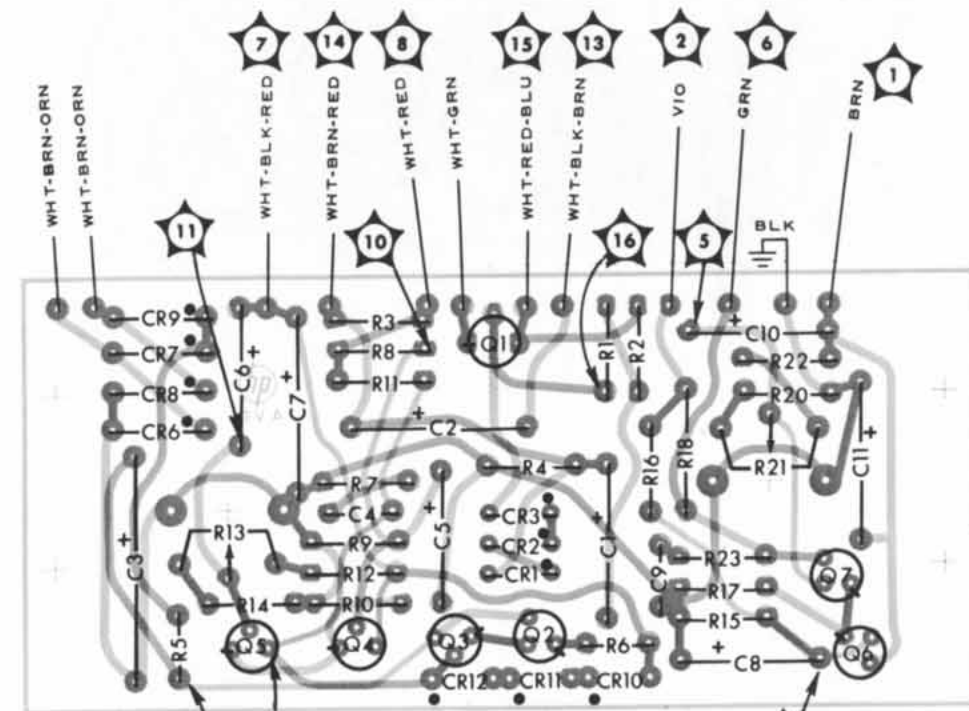 7 14 8 15 13 2 6 1
WHT-BRN-ORN
WHT-BRN-ORN
WHT-BLK-RED
WHT-BRN-RED
WHT-RED
WHT-GRN
WHT-RED-BLU
WHT-BLK-BRN
VIO
GRN
BRN
11 10 16 5 BLK
CR9 R3 Q1 R1 R2 + C10
CR7 C6 + R8 R22
CR8 hp C7 + R11 R20
CR6 + C2 R16 R18 R21 C11 +
R7 R4
C3 + C4 C5 + CR3 C1 +
R13 R9 CR2 C9 + R23 Q7
R12 CR1 R17
R14 R10 R15
R5 Q5 Q4 Q3 Q2 R6 + C8 Q6
CR12 CR11 CR10